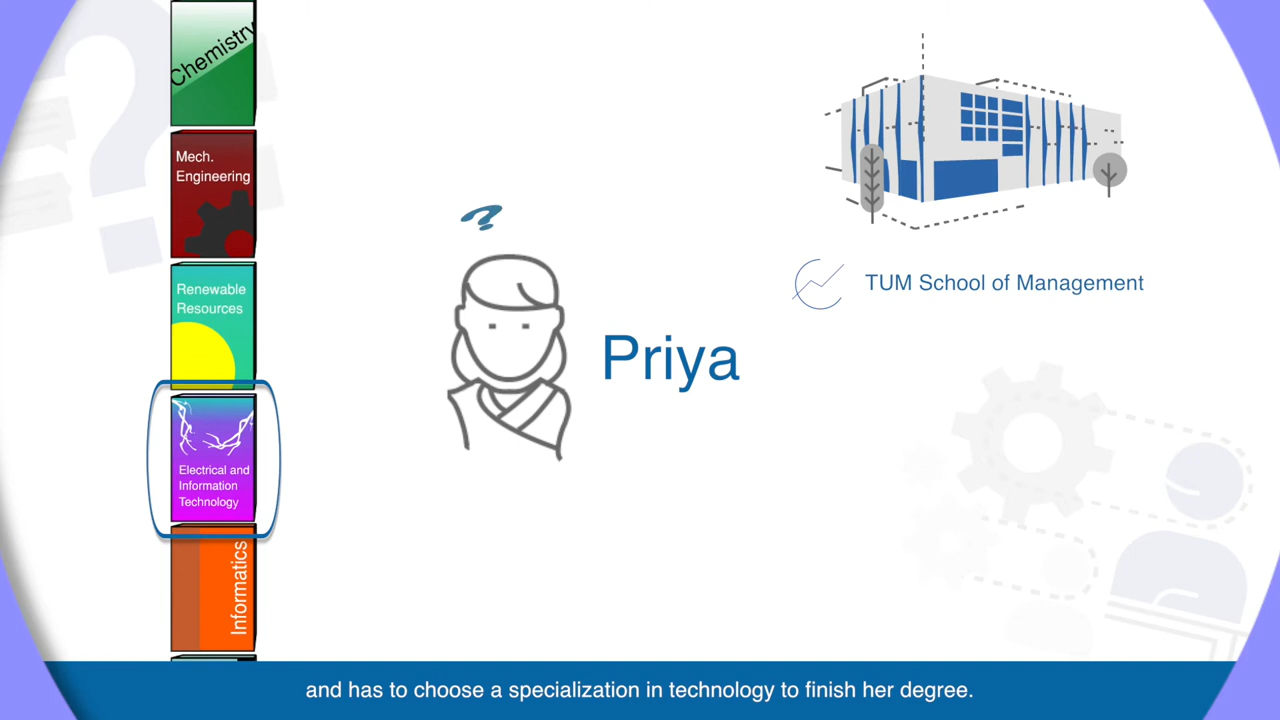 Chemistry
Mech.
Engineering
Renewable
Resources
Electrical and
Information
Technology
Informatics
?
Priya
TUM School of Management
and has to choose a specialization in technology to finish her degree.